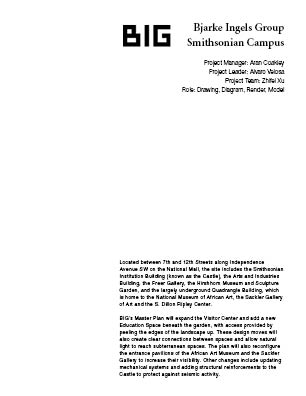 BIG
Bjarke Ingels Group
Smithsonian Campus
Project Manager: Aran Coakley
Project Leader: Alvaro Velosa
Project Team: Zhifei Xu
Role: Drawing, Diagram, Render, Model
Located between 7th and 12th Streets along Independence
Avenue SW on the National Mall, the site includes the Smithsonian
Institution Building (known as the Castle), the Arts and Industries
Building, the Freer Gallery, the Hirshhorn Museum and Sculpture
Garden, and the largely underground Quadrangle Building, which
is home to the National Museum of African Art, the Sackler Gallery
of Art and the S. Dillon Ripley Center.
BIG's Master Plan will expand the Visitor Center and add a new
Education Space beneath the garden, with access provided by
peeling the edges of the landscape up. These design moves will
also create clear connections between spaces and allow natural
light to reach subterranean spaces. The plan will also reconfigure
the entrance pavilions of the African Art Museum and the Sackler
Gallery to increase their visibility. Other changes include updating
mechanical systems and adding structural reinforcements to the
Castle to protect against seismic activity.